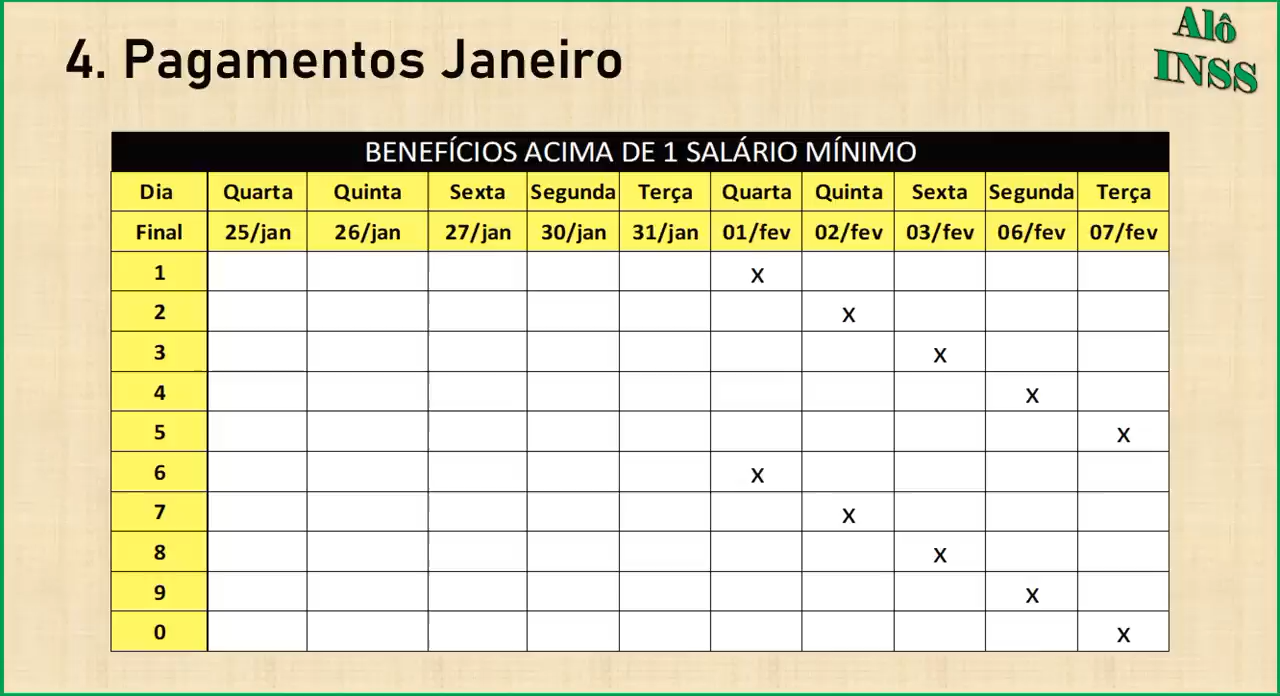 4. Pagamentos Janeiro
Alô
INSS
BENEFÍCIOS ACIMA DE 1 SALÁRIO MÍNIMO
Dia Quarta Quinta Sexta Segunda Terça Quarta Quinta Sexta Segunda Terça
Final 25/jan 26/jan 27/jan 30/jan 31/jan 01/fev 02/fev 03/fev 06/fev 07/fev
1 x
2 x
3 x
4 x
5 x
6 x
7 x
8 x
9 x
0 x